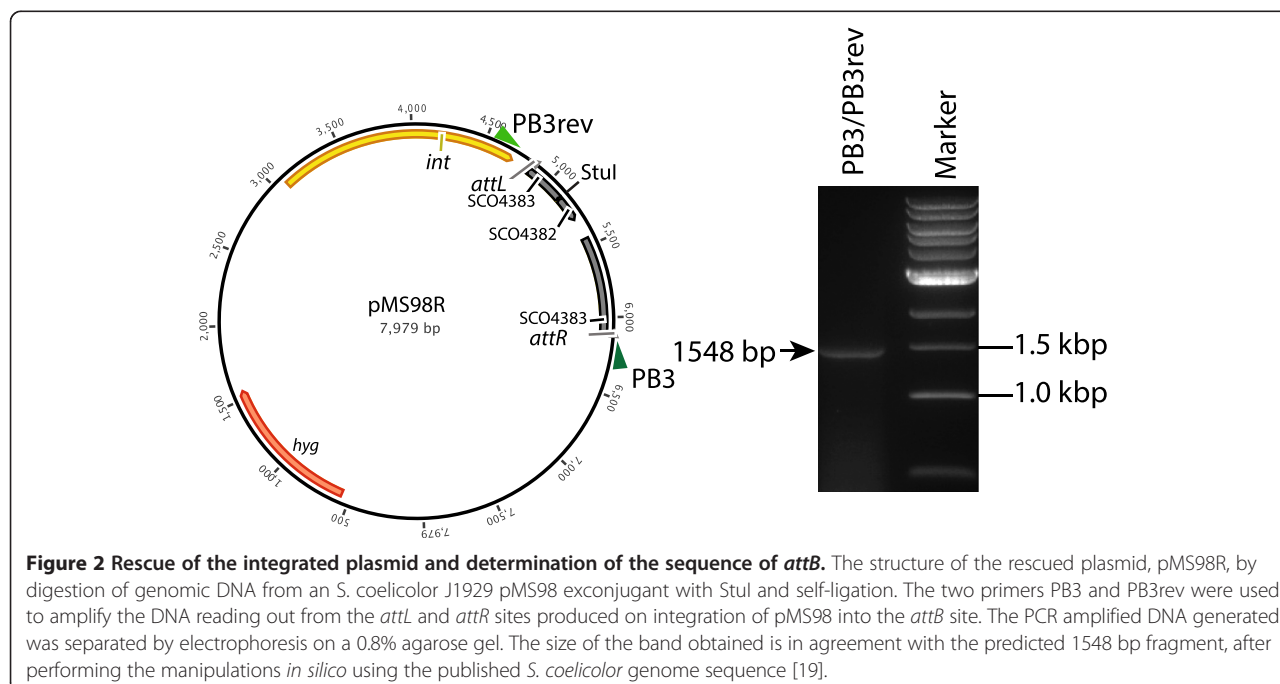 4,000
3,500
4,500
PB3rev
3,000
int
attL
5,000
StuI
SCO4383
SCO4382
5,500
2,500
pMS98R
7,979 bp
2,000
SCO4383
6,000
attR
PB3
6,500
1,500
hyg
1,000
7,000
500
7,500
7,979
PB3/PB3rev
Marker
1548 bp
1.5 kbp
1.0 kbp
Figure 2 Rescue of the integrated plasmid and determination of the sequence of attB. The structure of the rescued plasmid, pMS98R, by
digestion of genomic DNA from an S. coelicolor J1929 pMS98 exconjugant with StuI and self-ligation. The two primers PB3 and PB3rev were used
to amplify the DNA reading out from the attL and attR sites produced on integration of pMS98 into the attB site. The PCR amplified DNA generated
was separated by electrophoresis on a 0.8% agarose gel. The size of the band obtained is in agreement with the predicted 1548 bp fragment, after
performing the manipulations in silico using the published S. coelicolor genome sequence [19].